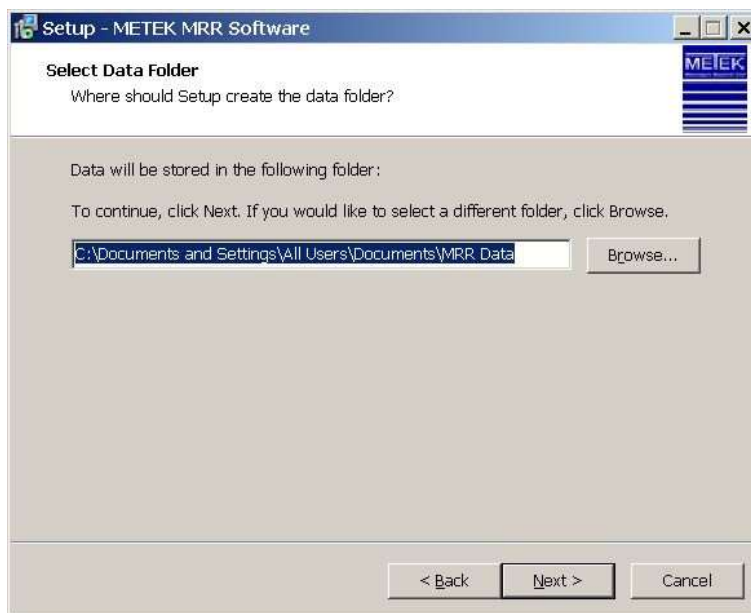 Setup - METEK MRR Software
Select Data Folder
Where should Setup create the data folder?
METEK
Data will be stored in the following folder:
To continue, click Next. If you would like to select a different folder, click Browse.
C:\Documents and Settings\All Users\Documents\MRR Data
Browse...
< Back
Next >
Cancel